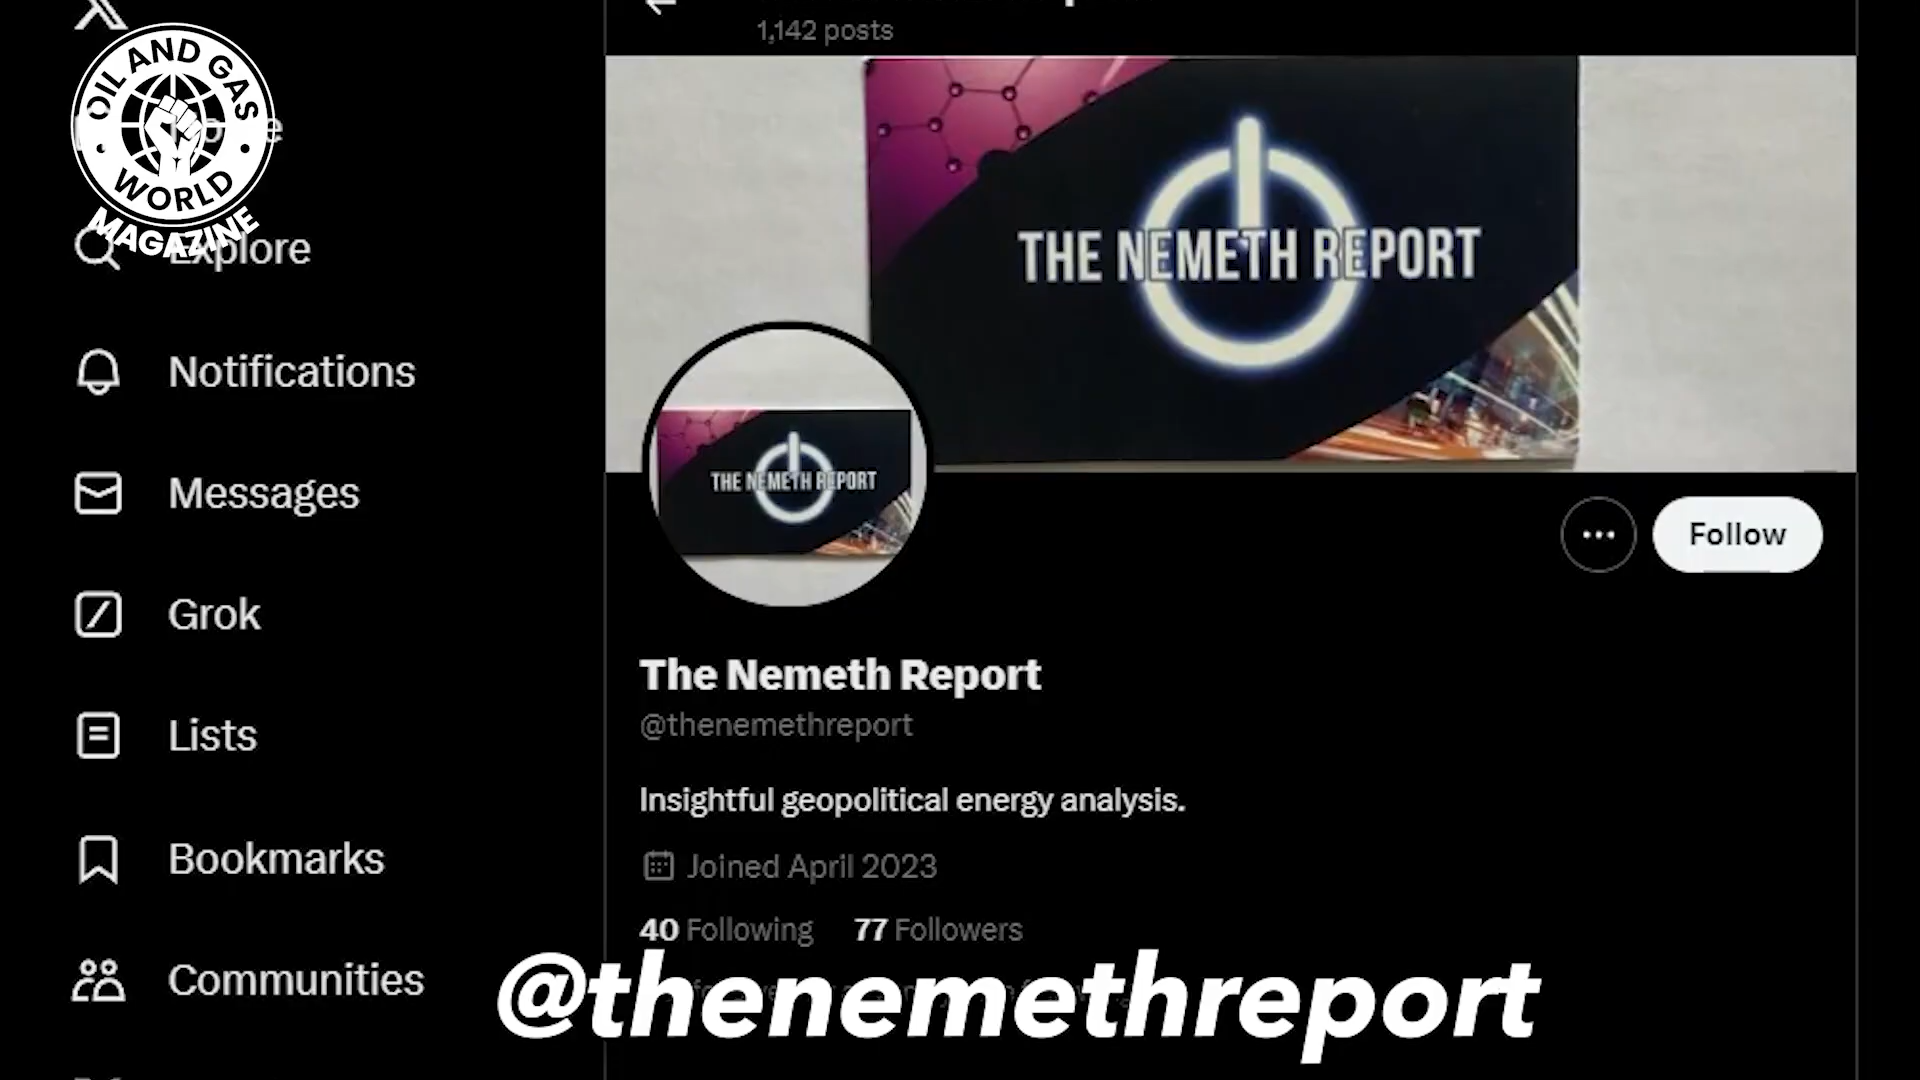 1,142 posts
OIL AND GAS
WORLD
MAGAZINE
Explore
Notifications
Messages
Grok
Lists
Bookmarks
Communities
THE NEMETH REPORT
THE NEMETH REPORT
Follow
The Nemeth Report
@thenemethreport
Insightful geopolitical energy analysis.
Joined April 2023
40 Following 77 Followers
@thenemethreport